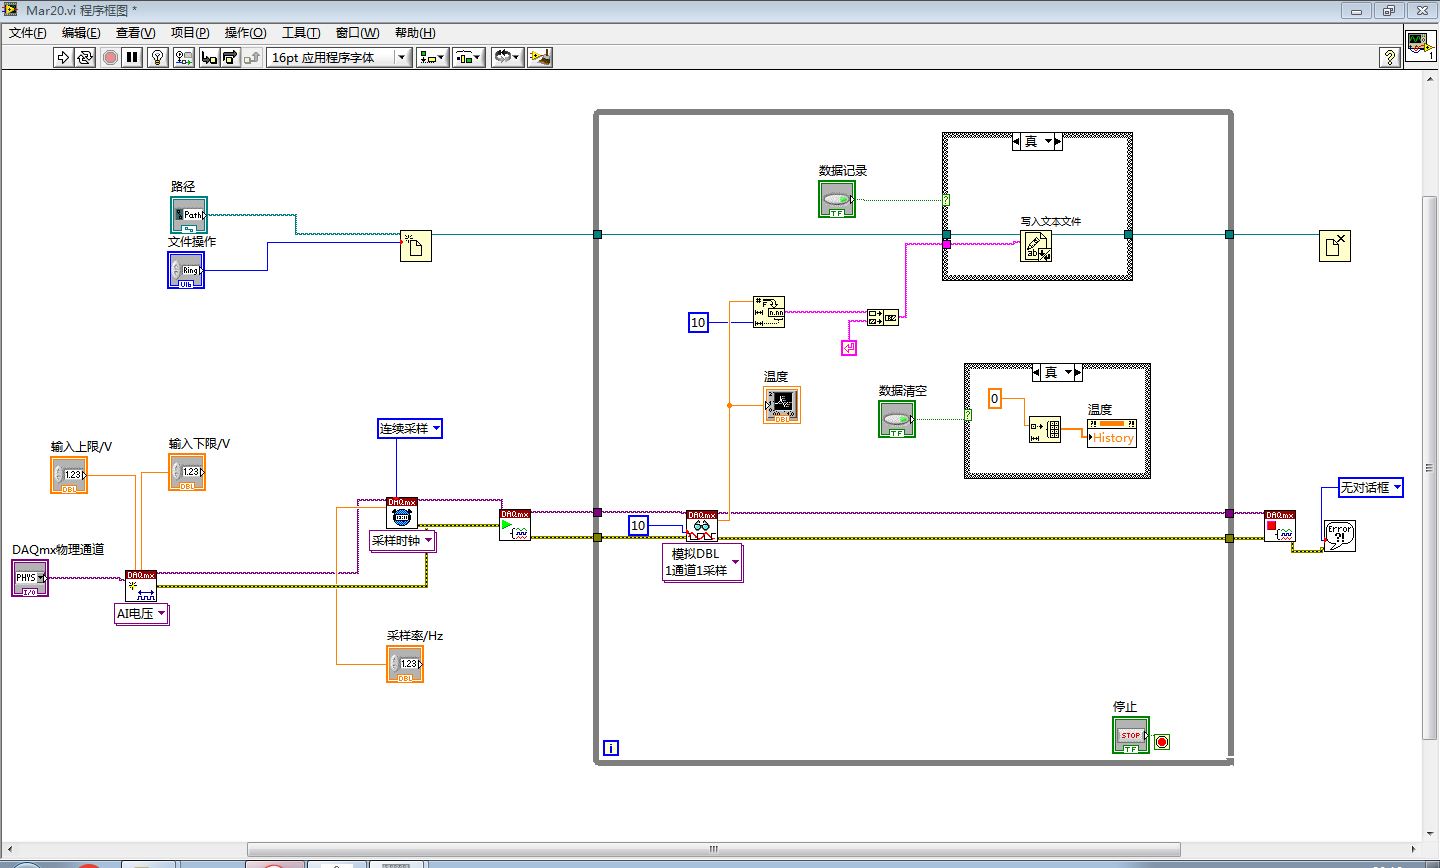 Mar20.vi 程序框图 *
文件(F) 编辑(E) 查看(V) 项目(P) 操作(O) 工具(T) 窗口(W) 帮助(H)
16pt 应用程序字体
?
1
真
数据记录
路径
TF
?
Path
写入文本文件
文件操作
ab
Ring
U16
#
F
n.nn
10
真
温度
数据清空
DBL
0
温度
TF
?
连续采样
History
输入上限/V
输入下限/V
1.23
1.23
DBL
DBL
无对话框
DAQmx
DAQmx
DAQmx
DAQmx
10
Error
?!
采样时钟
DAQmx物理通道
模拟DBL
1通道1采样
PHYS
DAQmx
I/O
AI电压
采样率/Hz
1.23
DBL
停止
STOP
TF
i